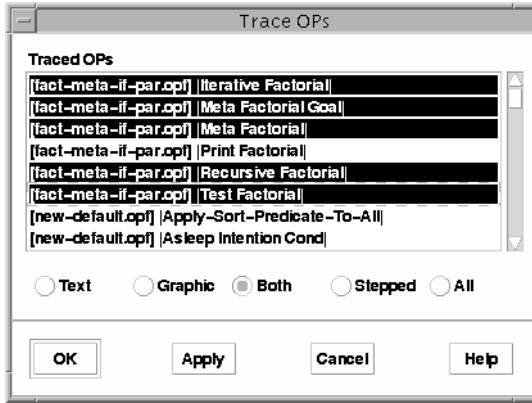 Trace OPs
Traced OPs
[fact-meta-if-par.opf] |Iterative Factorial|
[fact-meta-if-par.opf] |Meta Factorial Goal|
[fact-meta-if-par.opf] |Meta Factorial|
[fact-meta-if-par.opf] |Print Factorial|
[fact-meta-if-par.opf] |Recursive Factorial|
[fact-meta-if-par.opf] |Test Factorial|
[new-default.opf] |Apply-Sort-Predicate-To-All|
[new-default.opf] |Asleep Intention Cond|
Text Graphic Both Stepped All
OK Apply Cancel Help